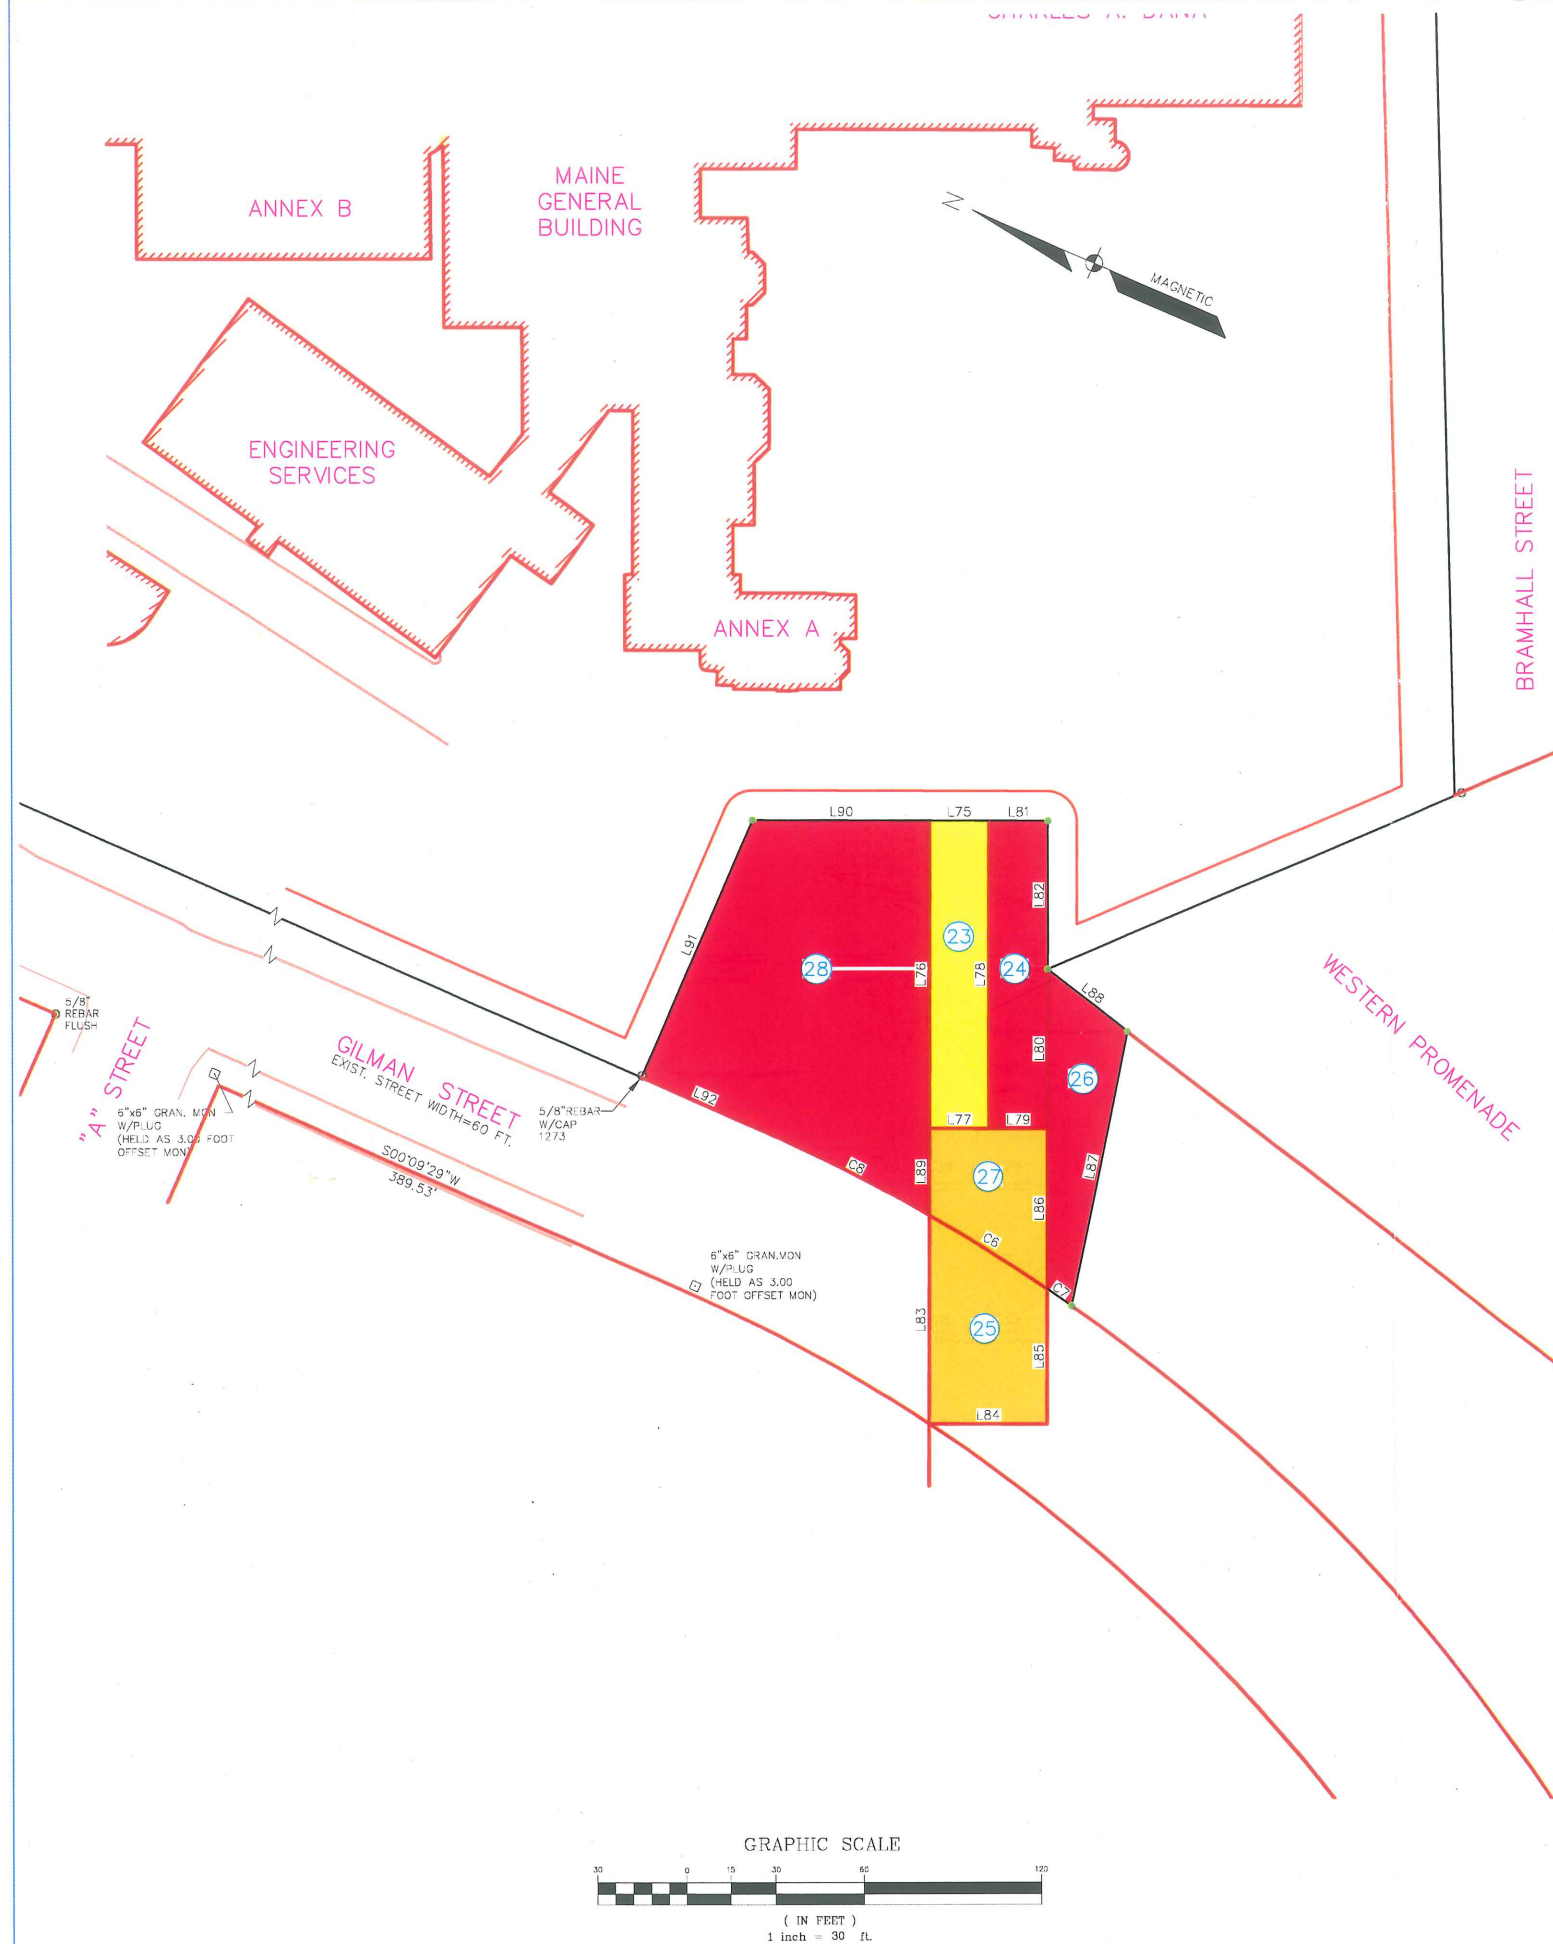 CHARLES A. DANA
ANNEX B
MAINE
GENERAL
BUILDING
N
MAGNETIC
ENGINEERING
SERVICES
ANNEX A
BRAMHALL STREET
L90
L75
L81
L82
L91
23
28
L76
L78
24
L88
WESTERN PROMENADE
5/8"
REBAR
FLUSH
"A" STREET
GILMAN STREET
EXIST. STREET WIDTH=60 FT.
L80
26
L92
6"x6" GRAN. MON
W/PLUG
(HELD AS 3.00 FOOT
OFFSET MON)
5/8"REBAR
W/CAP
1273
L77
L79
S00°09'29"W
389.53'
C8
L89
27
L87
L86
C6
6"x6" GRAN.MON
W/PLUG
(HELD AS 3.00
FOOT OFFSET MON)
C7
L83
25
L85
L84
GRAPHIC SCALE
30 0 15 30 60 120
( IN FEET )
1 inch = 30 ft.